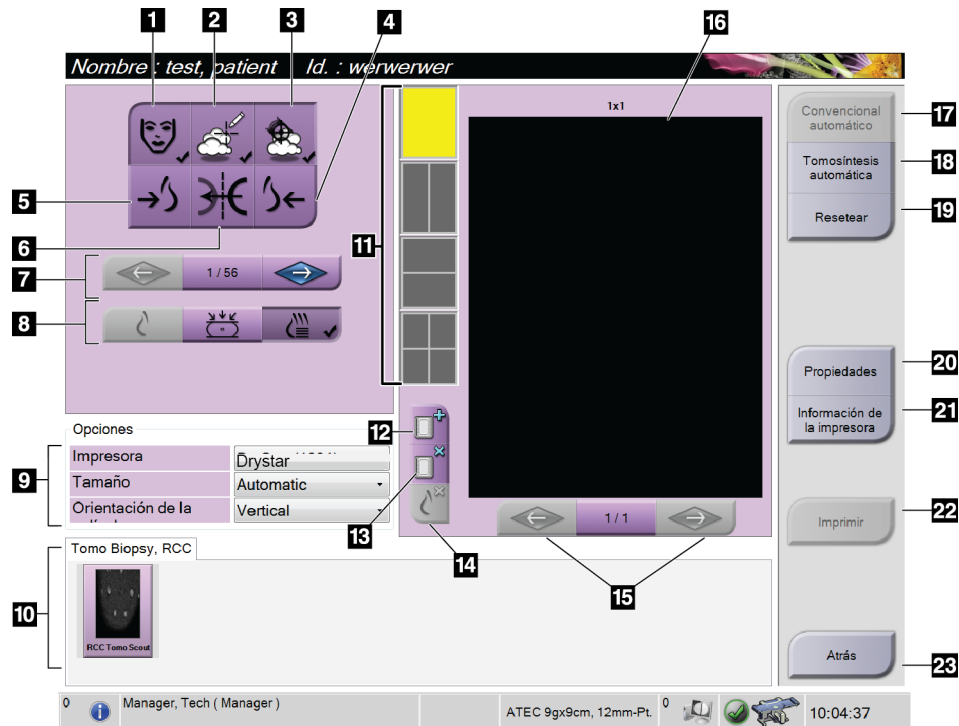 1
2
3
4
16
Nombre : test, patient Id. : werwerwer
1x1
Convencional
automático
17
Tomosíntesis
automática
18
Resetear
19
5
6
11
7
1 / 56
8
Propiedades
20
Información de
la impresora
21
12
Opciones
Impresora
Drystar
9
Tamaño
Automatic
Orientación de la
Vertical
13
14
1 / 1
15
Imprimir
22
Tomo Biopsy, RCC
10
RCC Tomo Scout
Atrás
23
0
Manager, Tech ( Manager )
ATEC 9gx9cm, 12mm-Pt.
0
10:04:37